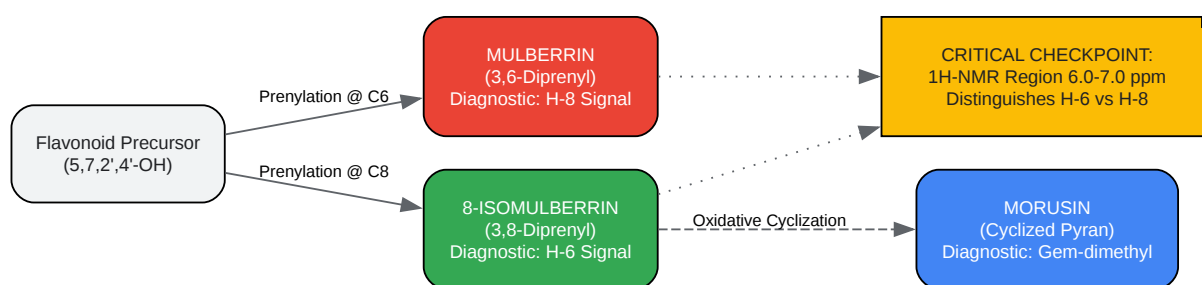 Flavonoid Precursor
(5,7,2',4'-OH)
Prenylation @ C6
Prenylation @ C8
MULBERRIN
(3,6-Diprenyl)
Diagnostic: H-8 Signal
8-ISOMULBERRIN
(3,8-Diprenyl)
Diagnostic: H-6 Signal
Oxidative Cyclization
CRITICAL CHECKPOINT:
1H-NMR Region 6.0-7.0 ppm
Distinguishes H-6 vs H-8
MORUSIN
(Cyclized Pyran)
Diagnostic: Gem-dimethyl